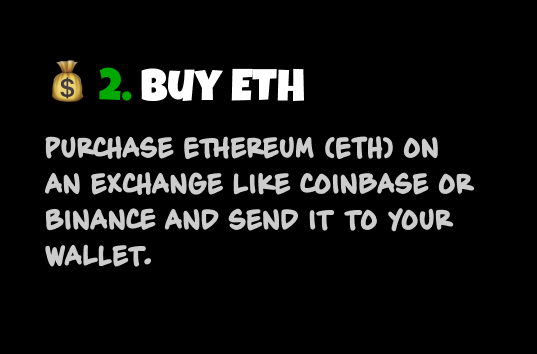 💰 2. BUY ETH
PURCHASE ETHEREUM (ETH) ON
AN EXCHANGE LIKE COINBASE OR
BINANCE AND SEND IT TO YOUR
WALLET.